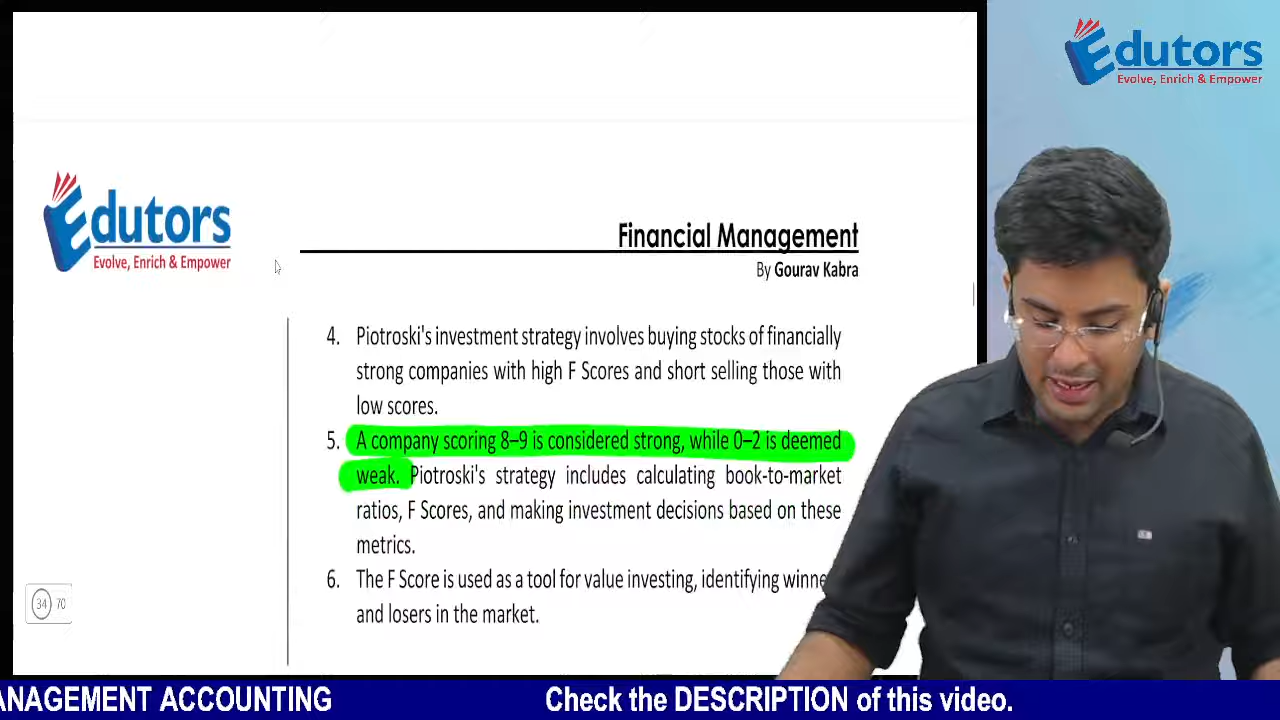 Edutors
Evolve, Enrich & Empower
Edutors
Evolve, Enrich & Empower
Financial Management
By Gourav Kabra
4. Piotroski's investment strategy involves buying stocks of financially
strong companies with high F Scores and short selling those with
low scores.
5. A company scoring 8–9 is considered strong, while 0–2 is deemed
weak. Piotroski's strategy includes calculating book-to-market
ratios, F Scores, and making investment decisions based on these
metrics.
6. The F Score is used as a tool for value investing, identifying
and losers in the market.
34 70
ANAGEMENT ACCOUNTING
Check the DESCRIPTION of this video.